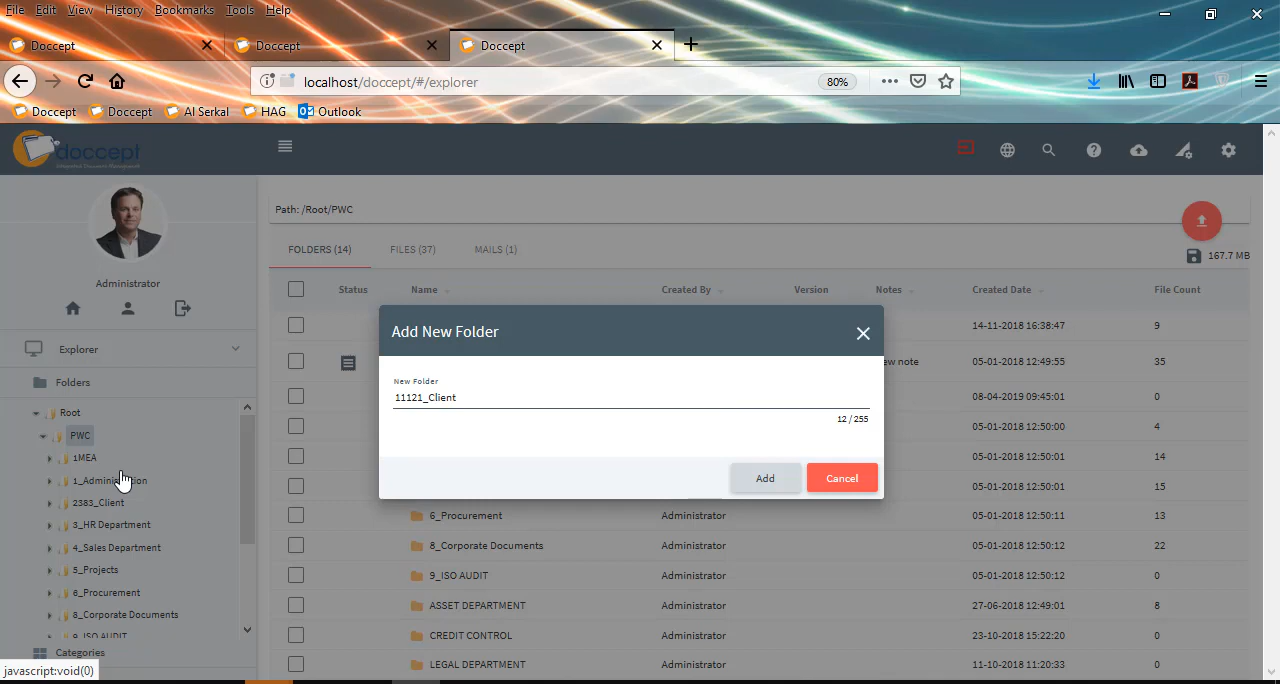 File Edit View History Bookmarks Tools Help
Doccept Doccept Doccept
localhost/doccept/#/explorer 80%
Doccept Doccept Al Serkal HAG Outlook
doccept
Path: /Root/PWC
FOLDERS (14) FILES (37) MAILS (1)
167.7 MB
Administrator
Status Name Created By Version Notes Created Date File Count
14-11-2018 16:38:47 9
ew note 05-01-2018 12:49:55 35
08-04-2019 09:45:01 0
05-01-2018 12:50:00 4
05-01-2018 12:50:01 14
05-01-2018 12:50:01 15
6_Procurement Administrator 05-01-2018 12:50:11 13
8_Corporate Documents Administrator 05-01-2018 12:50:12 22
9_ISO AUDIT Administrator 05-01-2018 12:50:12 0
ASSET DEPARTMENT Administrator 27-06-2018 12:49:01 8
CREDIT CONTROL Administrator 23-10-2018 15:22:20 0
LEGAL DEPARTMENT Administrator 11-10-2018 11:20:33 0
Add New Folder
New Folder
11121_Client
12 / 255
Add Cancel
Explorer
Folders
Root
PWC
1MEA
2383_Client
3_HR Department
4_Sales Department
5_Projects
6_Procurement
8_Corporate Documents
9_ISO AUDIT
Categories
javascript:void(0)